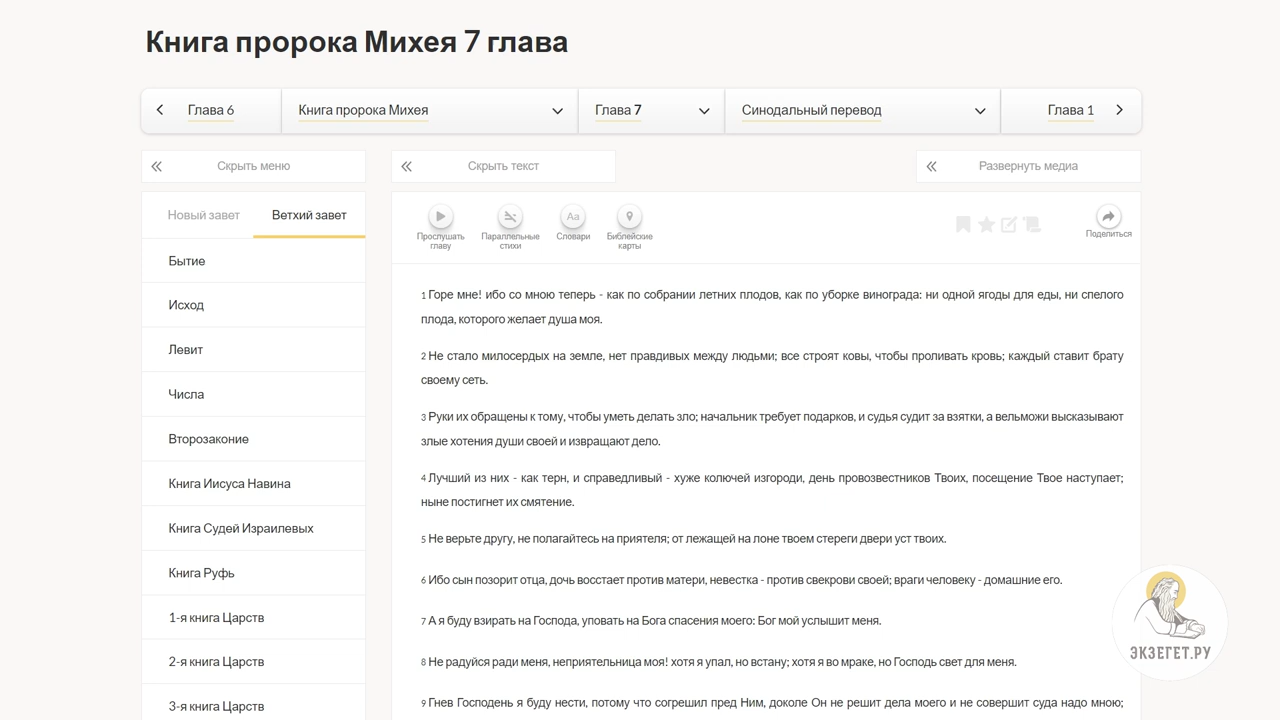 Книга пророка Михея 7 глава
Глава 6
Книга пророка Михея
Глава 7
Синодальный перевод
Глава 1
Скрыть меню
Скрыть текст
Развернуть медиа
Новый завет
Ветхий завет
Бытие
Исход
Левит
Числа
Второзаконие
Книга Иисуса Навина
Книга Судей Израилевых
Книга Руфь
1-я книга Царств
2-я книга Царств
3-я книга Царств
Прослушать
главу
Параллельные
стихи
Aa
Словари
Библейские
карты
Поделиться
1 Горе мне! ибо со мною теперь - как по собрании летних плодов, как по уборке винограда: ни одной ягоды для еды, ни спелого
плода, которого желает душа моя.
2 Не стало милосердых на земле, нет правдивых между людьми; все строят ковы, чтобы проливать кровь; каждый ставит брату
своему сеть.
3 Руки их обращены к тому, чтобы уметь делать зло; начальник требует подарков, и судья судит за взятки, а вельможи высказывают
злые хотения души своей и извращают дело.
4 Лучший из них - как терн, и справедливый - хуже колючей изгороди, день провозвестников Твоих, посещение Твое наступает;
ныне постигнет их смятение.
5 Не верьте другу, не полагайтесь на приятеля; от лежащей на лоне твоем стереги двери уст твоих.
6 Ибо сын позорит отца, дочь восстает против матери, невестка - против свекрови своей; враги человеку - домашние его.
7 А я буду взирать на Господа, уповать на Бога спасения моего: Бог мой услышит меня.
8 Не радуйся ради меня, неприятельница моя! хотя я упал, но встану; хотя я во мраке, но Господь свет для меня.
9 Гнев Господень я буду нести, потому что согрешил пред Ним, доколе Он не решит дела моего и не совершит суда надо мною;
ЭКЗЕГЕТ.РУ